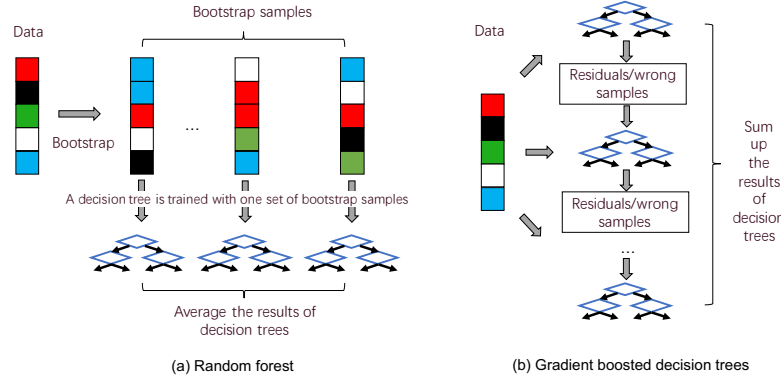 Bootstrap samples
Data
Bootstrap
...
A decision tree is trained with one set of bootstrap samples
Average the results of
decision trees
(a) Random forest
Data
Residuals/wrong
samples
Residuals/wrong
samples
...
Sum
up
the
results
of
decision
trees
(b) Gradient boosted decision trees